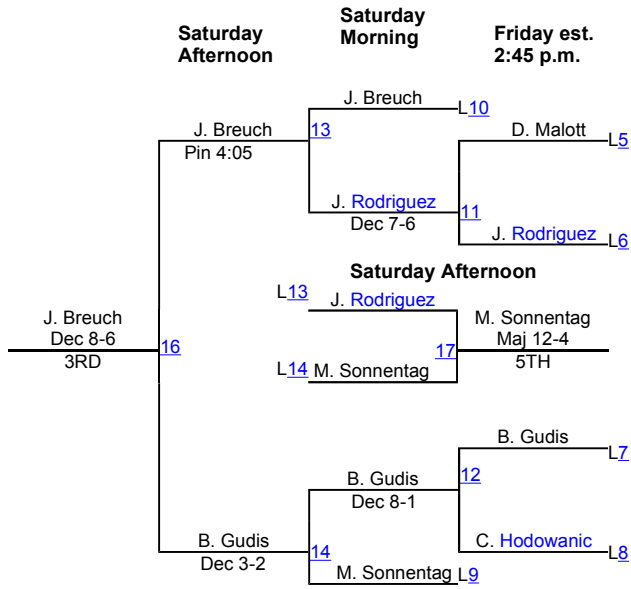 Saturday
Afternoon
Saturday
Morning
Friday est.
2:45 p.m.
J. Breuch
L10
J. Breuch
13
D. Malott
L5
Pin 4:05
J. Rodriguez
11
Dec 7-6
J. Rodriguez
L6
Saturday Afternoon
L13
J. Rodriguez
J. Breuch
M. Sonnentag
Dec 8-6
16
17
Maj 12-4
3RD
5TH
L14 M. Sonnentag
B. Gudis
L7
B. Gudis
12
Dec 8-1
B. Gudis
14
C. Hodowanic
L8
Dec 3-2
M. Sonnentag L9